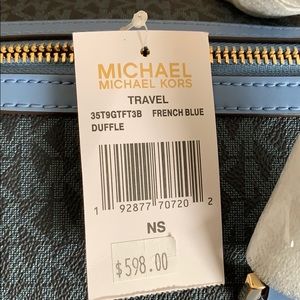 MICHAEL
MICHAEL KORS
TRAVEL
35T9GTFT3B FRENCH BLUE
DUFFLE
1 92877 70720 2
NS
$598.00